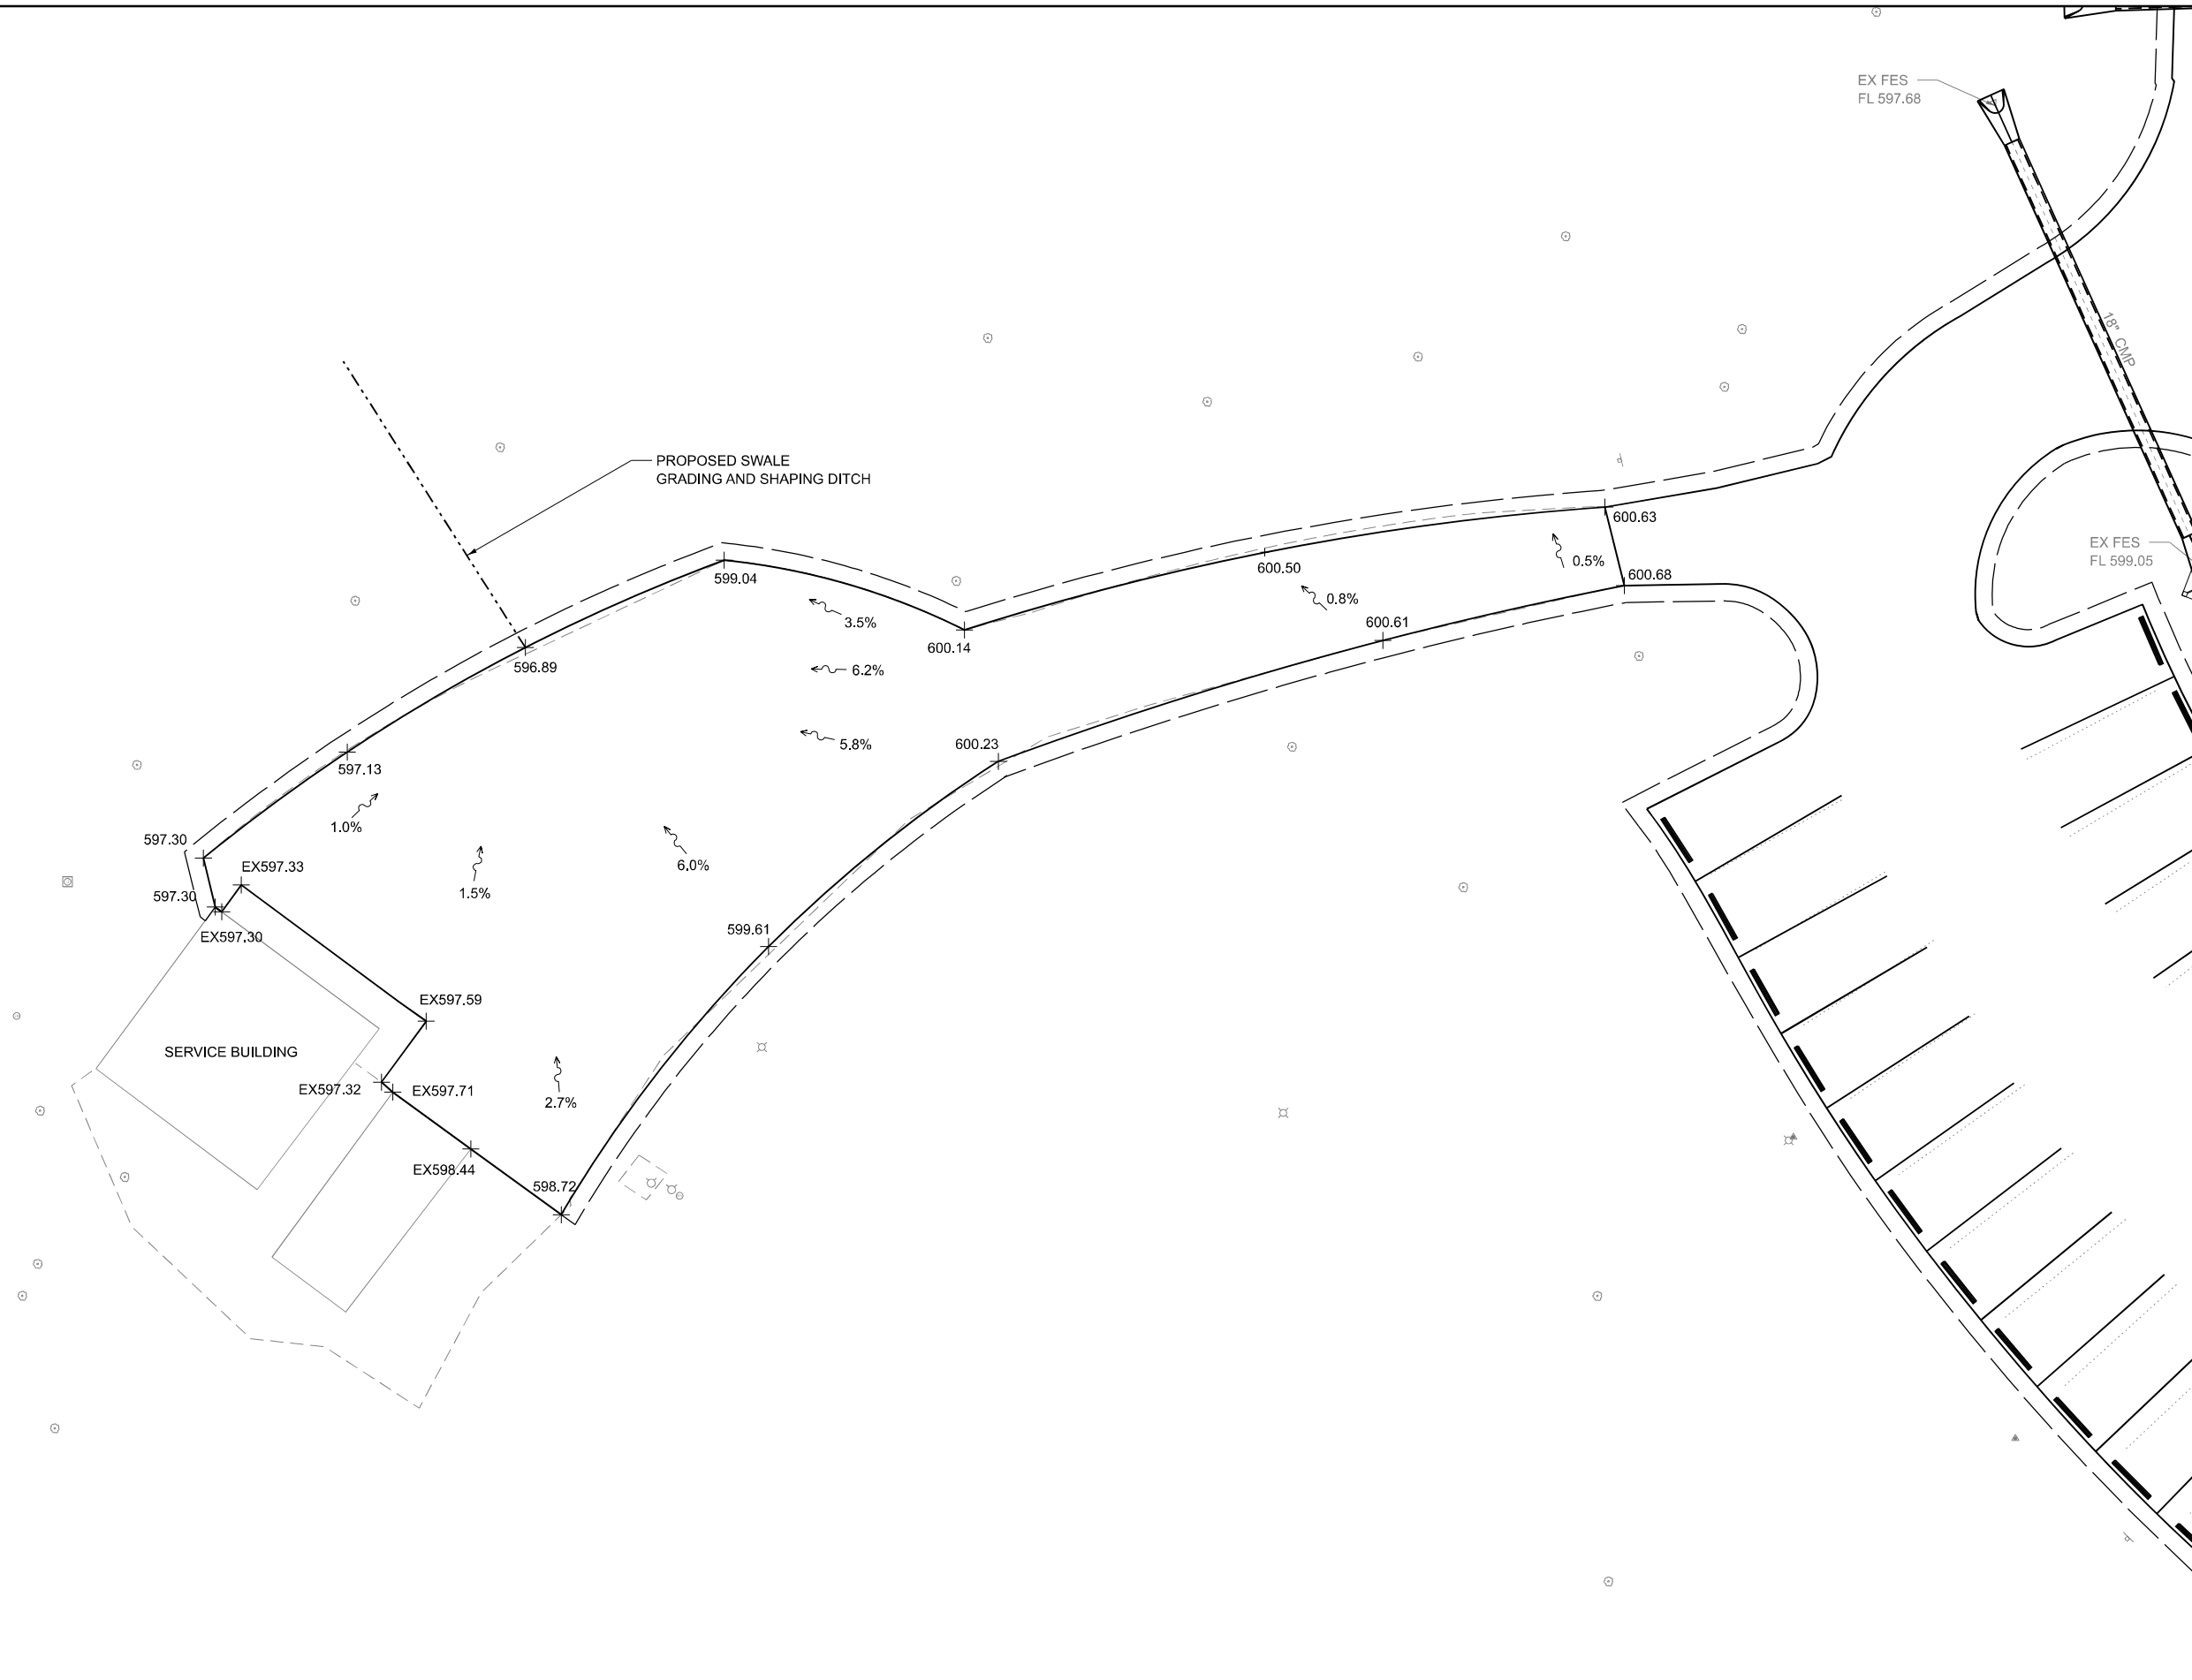 EX FES
FL 597.68
18" CMP
PROPOSED SWALE
GRADING AND SHAPING DITCH
600.63
EX FES
FL 599.05
0.5%
600.50
600.68
599.04
0.8%
3.5%
600.61
600.14
596.89
6.2%
600.23
5.8%
597.13
1.0%
597.30
EX597.33
6.0%
1.5%
597.30
599.61
EX597.30
EX597.59
SERVICE BUILDING
EX597.32
EX597.71
2.7%
EX598.44
598.72